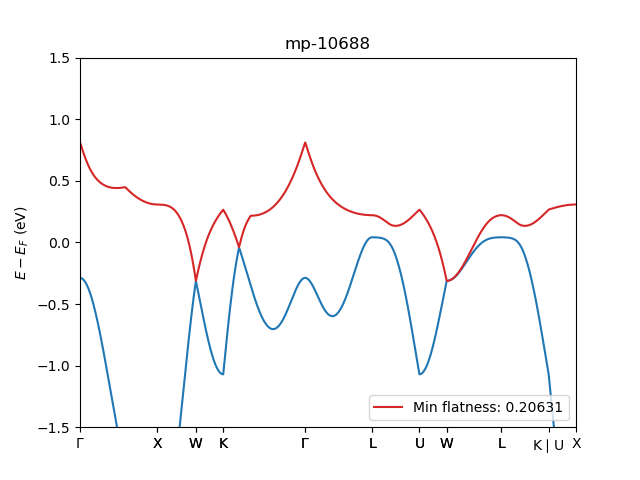 mp-10688
E − E_F (eV)
1.5
1.0
0.5
0.0
−0.5
−1.0
−1.5
Min flatness: 0.20631
Γ X W K Γ L U W L K | U X